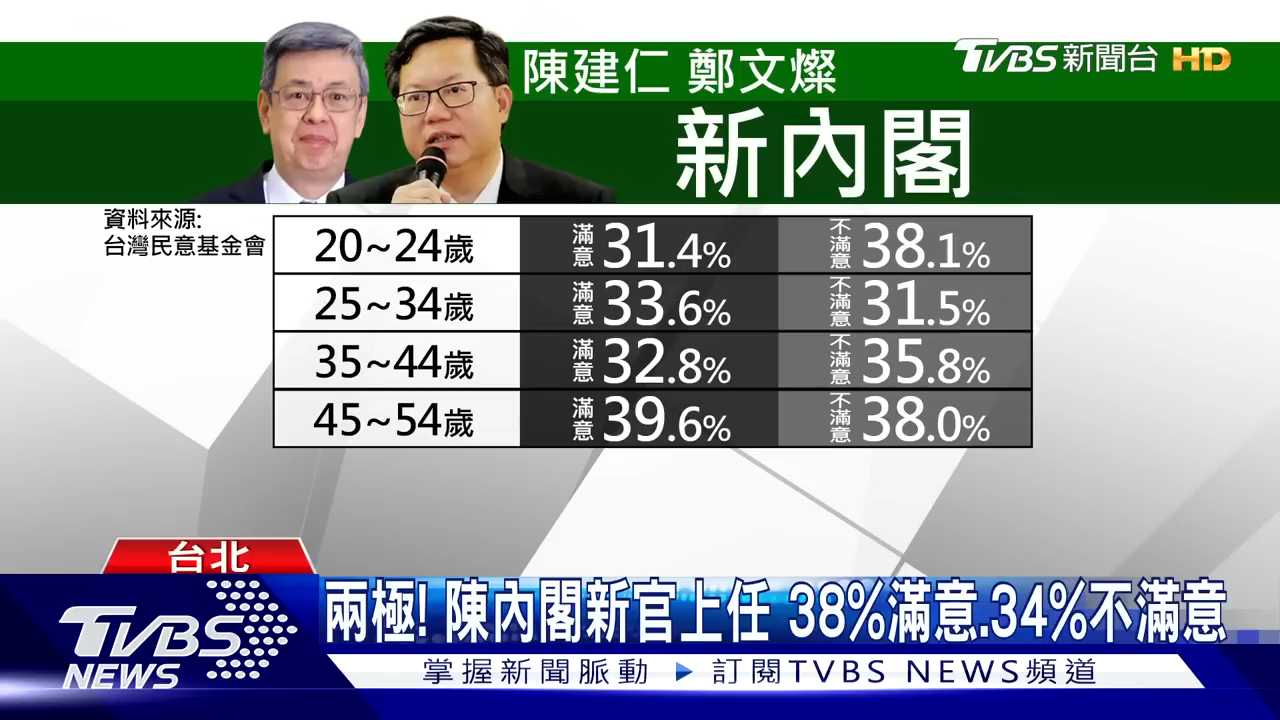 陳建仁 鄭文燦
TVBS新聞台 HD
新內閣
資料來源:
台灣民意基金會
20~24歲 滿意 31.4% 不滿意 38.1%
25~34歲 滿意 33.6% 不滿意 31.5%
35~44歲 滿意 32.8% 不滿意 35.8%
45~54歲 滿意 39.6% 不滿意 38.0%
台北
兩極! 陳內閣新官上任 38%滿意.34%不滿意
TVBS
NEWS
掌握新聞脈動 ▶ 訂閱TVBS NEWS頻道